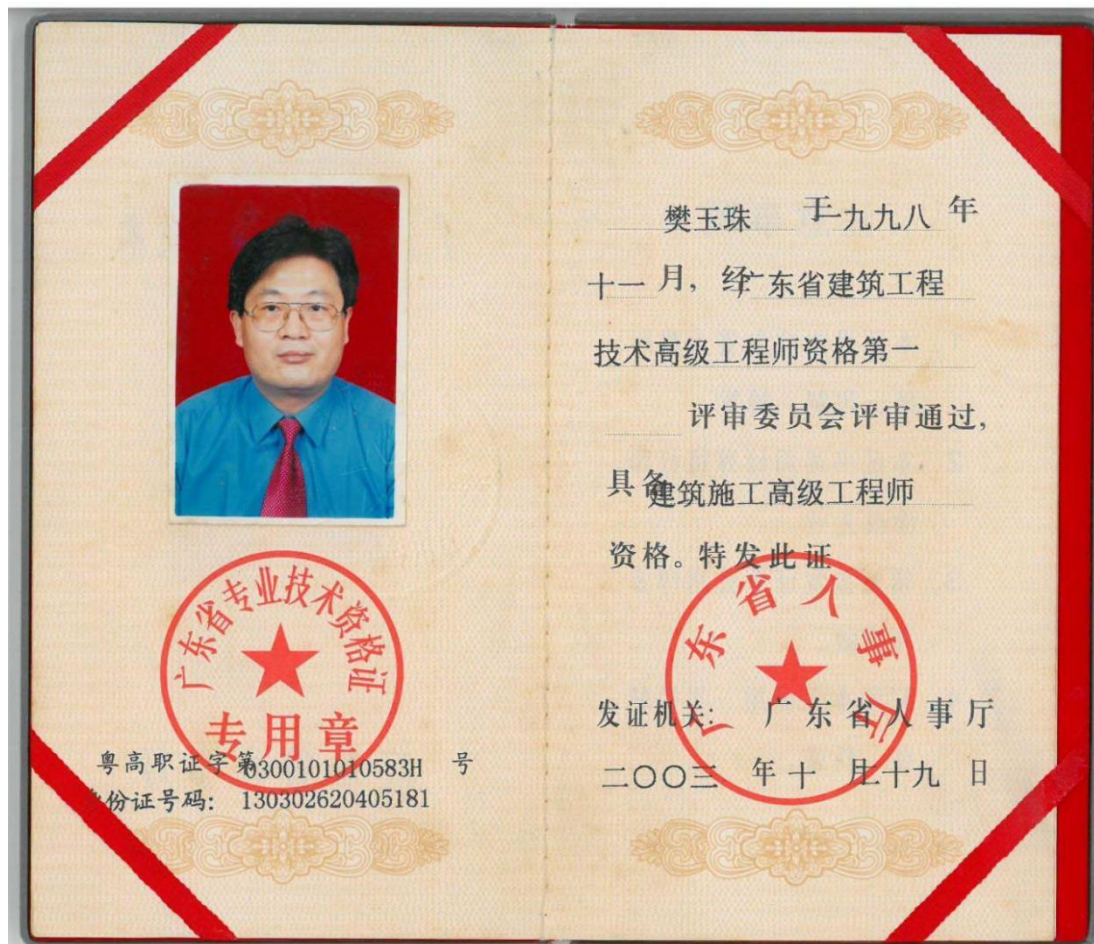 广东省专业技术资格证
专用章
粤高职证字第0300101010583H 号
身份证号码: 130302620405181
樊玉珠 于一九九八 年
十一 月, 经广东省建筑工程
技术高级工程师资格第一
评审委员会评审通过,
具备建筑施工高级工程师
资格。特发此证
广东省人事厅
发证机关: 广东省人事厅
二〇〇三 年 十 月二十九 日